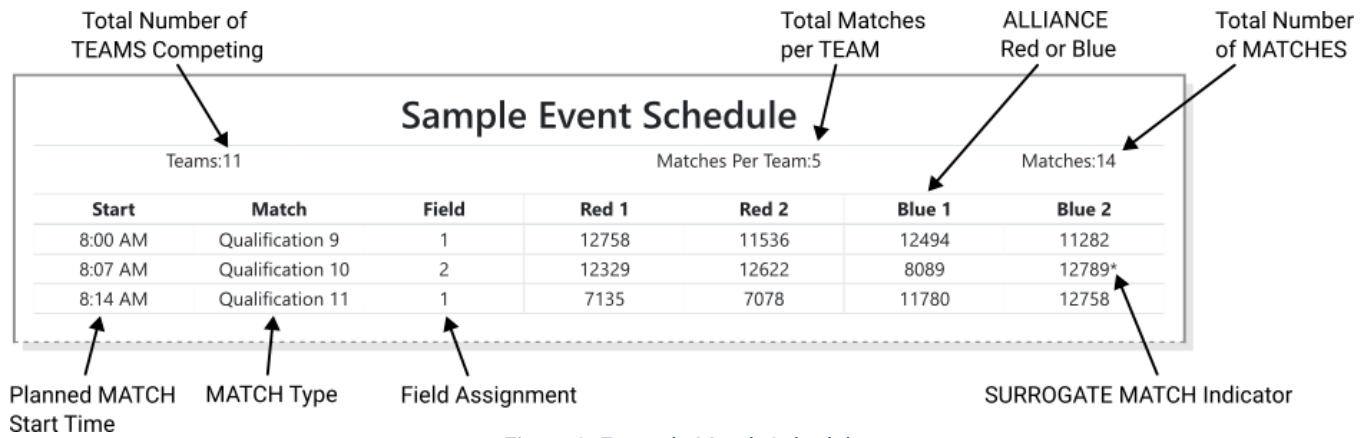 Total Number of
TEAMS Competing
Total Matches
per TEAM
ALLIANCE
Red or Blue
Total Number
of MATCHES
Sample Event Schedule
Teams:11 Matches Per Team:5 Matches:14
Start Match Field Red 1 Red 2 Blue 1 Blue 2
8:00 AM Qualification 9 1 12758 11536 12494 11282
8:07 AM Qualification 10 2 12329 12622 8089 12789*
8:14 AM Qualification 11 1 7135 7078 11780 12758
Planned MATCH
Start Time
MATCH Type
Field Assignment
SURROGATE MATCH Indicator